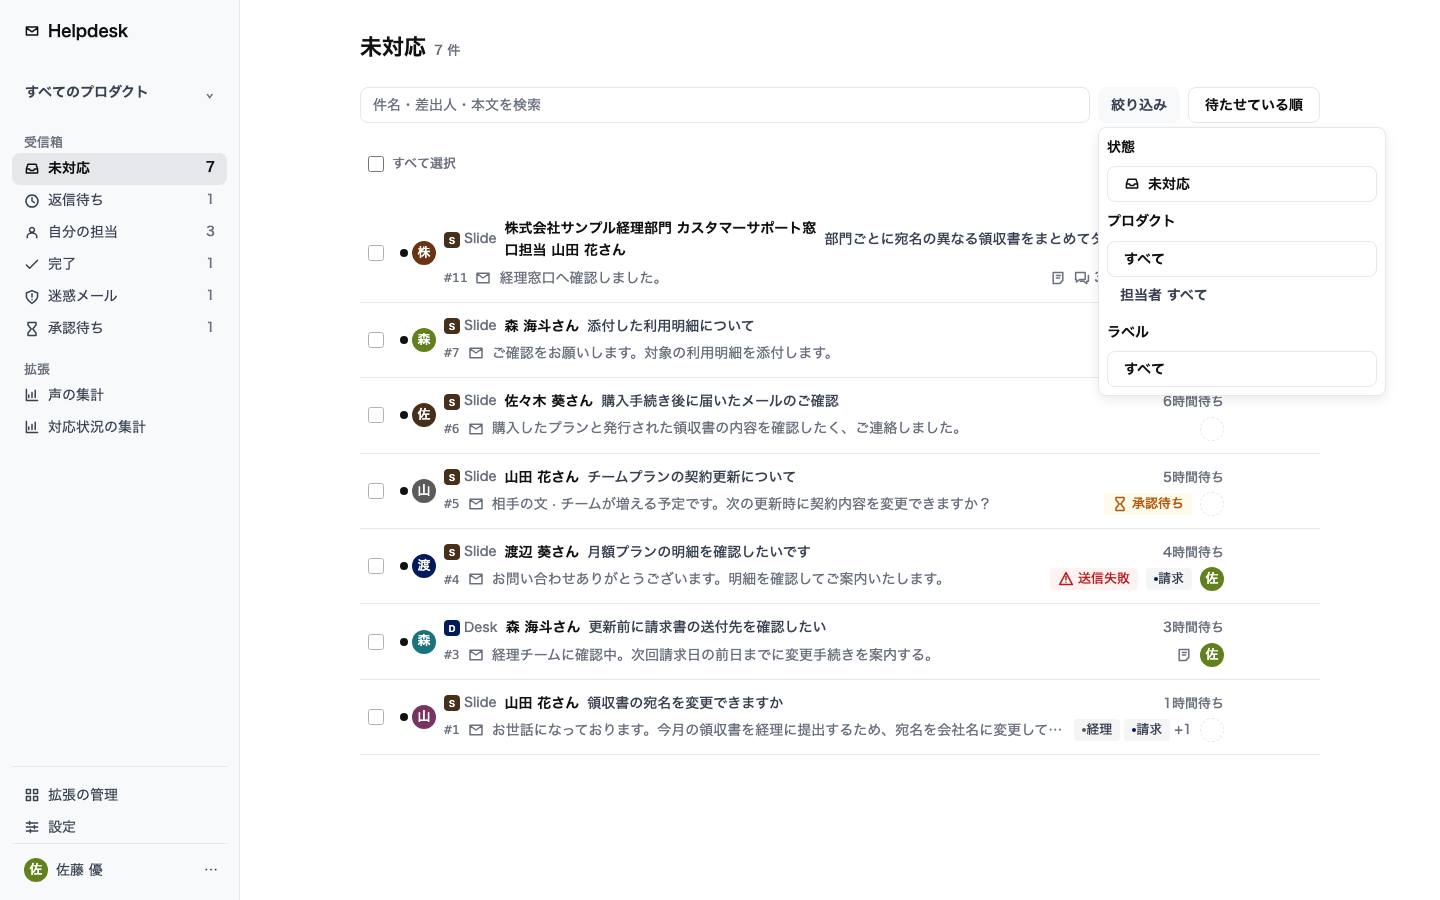 Helpdesk
すべてのプロダクト
受信箱
未対応 7
返信待ち 1
自分の担当 3
完了 1
迷惑メール 1
承認待ち 1
拡張
声の集計
対応状況の集計
拡張の管理
設定
佐 佐藤 優 …
未対応 7 件
件名・差出人・本文を検索
絞り込み
待たせている順
すべて選択
状態
未対応
プロダクト
すべて
担当者 すべて
ラベル
すべて
株 S Slide 株式会社サンプル経理部門 カスタマーサポート窓
口担当 山田 花さん
部門ごとに宛名の異なる領収書をまとめて
#11 経理窓口へ確認しました。
森 S Slide 森 海斗さん 添付した利用明細について
#7 ご確認をお願いします。対象の利用明細を添付します。
佐 S Slide 佐々木 葵さん 購入手続き後に届いたメールのご確認 6時間待ち
#6 購入したプランと発行された領収書の内容を確認したく、ご連絡しました。
山 S Slide 山田 花さん チームプランの契約更新について 5時間待ち
#5 相手の文 · チームが増える予定です。次の更新時に契約内容を変更できますか？ 承認待ち
渡 S Slide 渡辺 葵さん 月額プランの明細を確認したいです 4時間待ち
#4 お問い合わせありがとうございます。明細を確認してご案内いたします。 送信失敗 •請求 佐
森 D Desk 森 海斗さん 更新前に請求書の送付先を確認したい 3時間待ち
#3 経理チームに確認中。次回請求日の前日までに変更手続きを案内する。 佐
山 S Slide 山田 花さん 領収書の宛名を変更できますか 1時間待ち
#1 お世話になっております。今月の領収書を経理に提出するため、宛名を会社名に変更して… •経理 •請求 +1